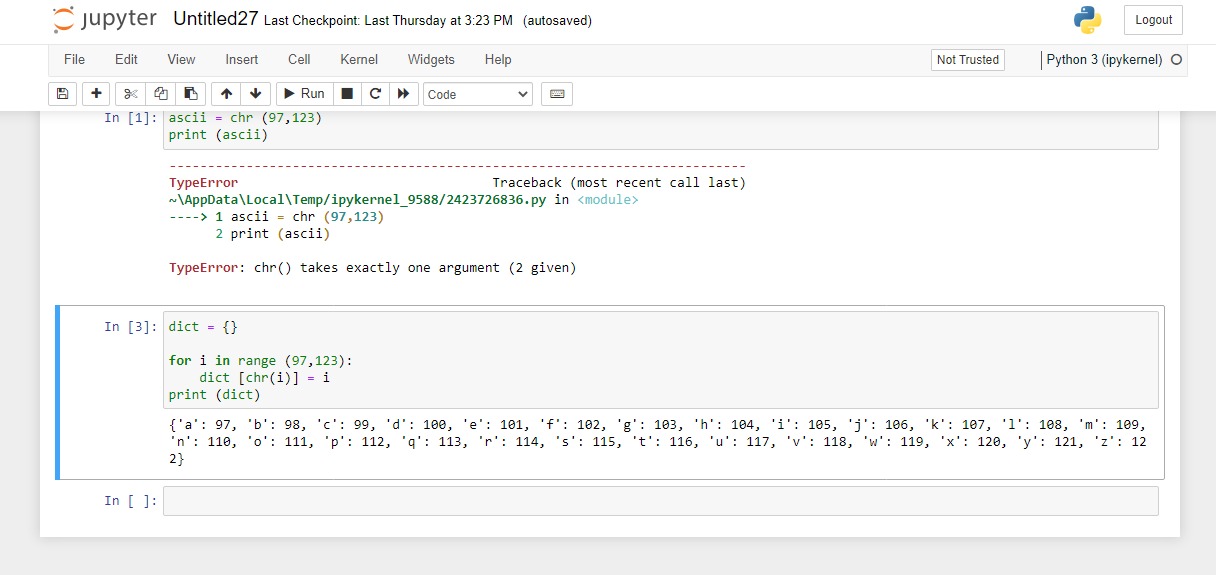 jupyter Untitled27 Last Checkpoint: Last Thursday at 3:23 PM (autosaved)
Logout
File Edit View Insert Cell Kernel Widgets Help
Not Trusted
Python 3 (ipykernel)
Run
Code
In [1]: ascii = chr (97,123)
print (ascii)
---------------------------------------------------------------------------
TypeError Traceback (most recent call last)
~\AppData\Local\Temp/ipykernel_9588/2423726836.py in <module>
----> 1 ascii = chr (97,123)
2 print (ascii)
TypeError: chr() takes exactly one argument (2 given)
In [3]: dict = {}
for i in range (97,123):
dict [chr(i)] = i
print (dict)
{'a': 97, 'b': 98, 'c': 99, 'd': 100, 'e': 101, 'f': 102, 'g': 103, 'h': 104, 'i': 105, 'j': 106, 'k': 107, 'l': 108, 'm': 109,
'n': 110, 'o': 111, 'p': 112, 'q': 113, 'r': 114, 's': 115, 't': 116, 'u': 117, 'v': 118, 'w': 119, 'x': 120, 'y': 121, 'z': 12
2}
In [ ]: